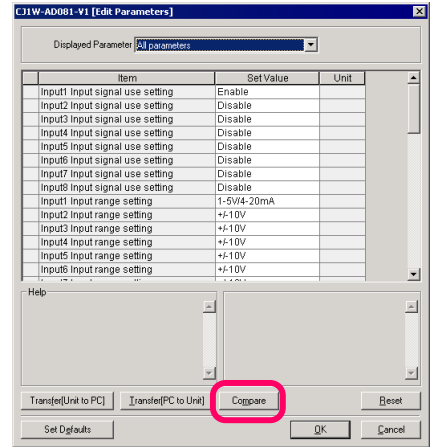 CJ1W-AD081-V1 [Edit Parameters]
Displayed Parameter All parameters
Item Set Value Unit
Input1 Input signal use setting Enable
Input2 Input signal use setting Disable
Input3 Input signal use setting Disable
Input4 Input signal use setting Disable
Input5 Input signal use setting Disable
Input6 Input signal use setting Disable
Input7 Input signal use setting Disable
Input8 Input signal use setting Disable
Input1 Input range setting 1-5V/4-20mA
Input2 Input range setting +/-10V
Input3 Input range setting +/-10V
Input4 Input range setting +/-10V
Input5 Input range setting +/-10V
Input6 Input range setting +/-10V
Help
Transfer[Unit to PC] Transfer[PC to Unit] Compare Reset
Set Defaults OK Cancel